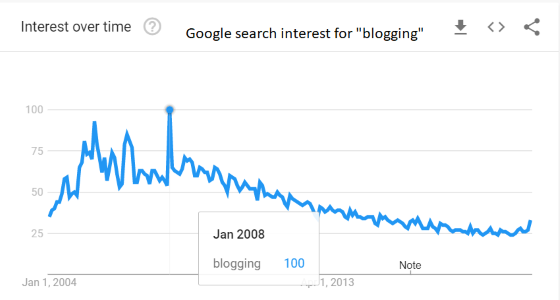 Interest over time
Google search interest for "blogging"
100
75
50
25
Jan 2008
blogging 100
Note
Jan 1, 2004
1, 2013